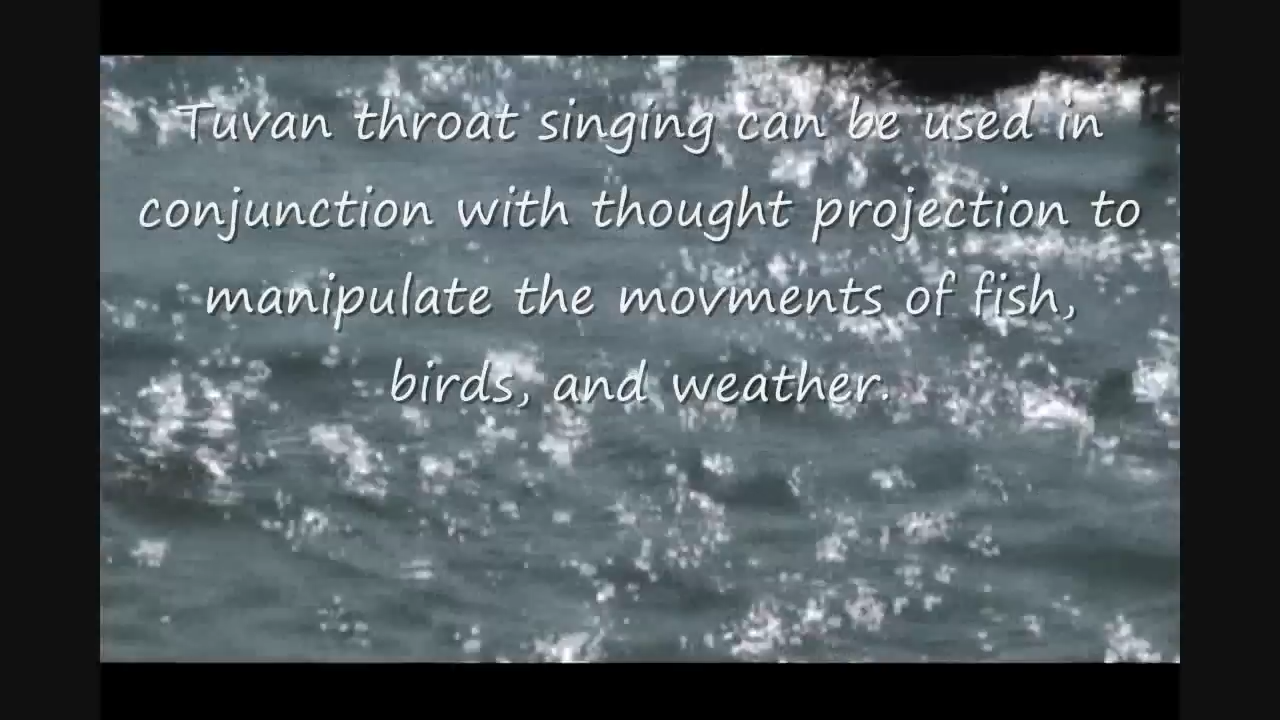 Tuvan throat singing can be used in
conjunction with thought projection to
manipulate the movments of fish,
birds, and weather.